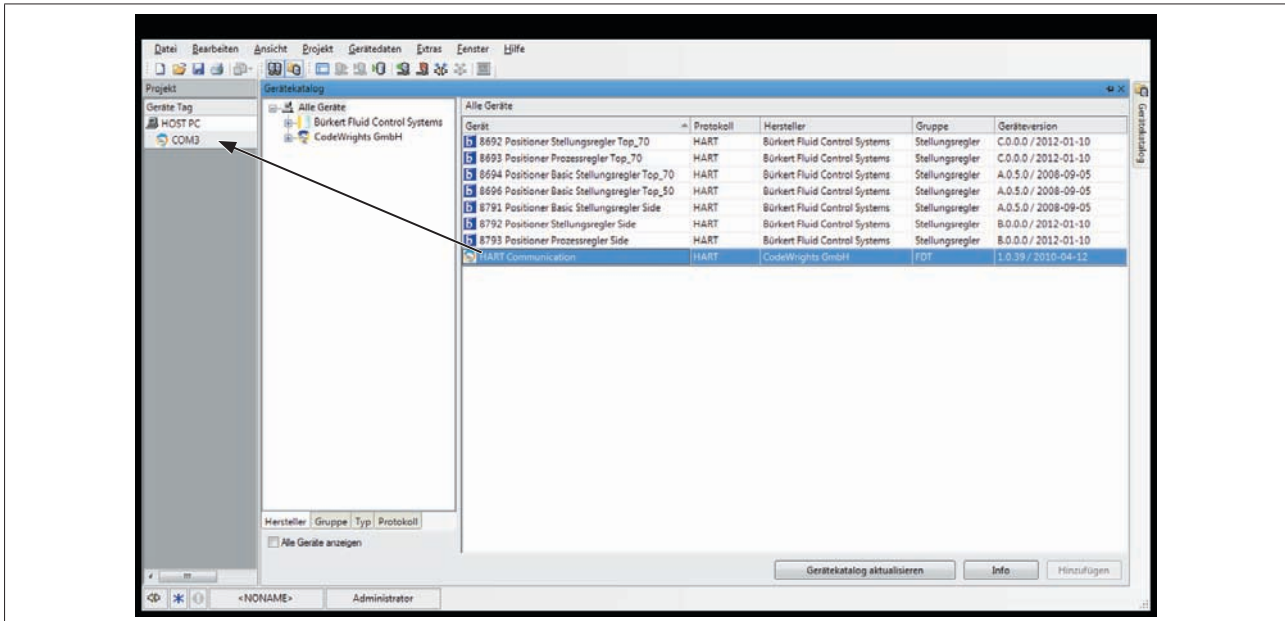 Datei Bearbeiten Ansicht Projekt Gerätedaten Extras Fenster Hilfe
Projekt
Geräte Tag
HOST PC
COM3
Gerätekatalog
Alle Geräte
Bürkert Fluid Control Systems
CodeWrights GmbH
Hersteller Gruppe Typ Protokoll
Alle Geräte anzeigen
Alle Geräte
Gerät Protokoll Hersteller Gruppe Geräteversion
8692 Positioner Stellungsregler Top_70 HART Bürkert Fluid Control Systems Stellungsregler C.0.0.0 / 2012-01-10
8693 Positioner Prozessregler Top_70 HART Bürkert Fluid Control Systems Stellungsregler C.0.0.0 / 2012-01-10
8694 Positioner Basic Stellungsregler Top_70 HART Bürkert Fluid Control Systems Stellungsregler A.0.5.0 / 2008-09-05
8696 Positioner Basic Stellungsregler Top_50 HART Bürkert Fluid Control Systems Stellungsregler A.0.5.0 / 2008-09-05
8791 Positioner Basic Stellungsregler Side HART Bürkert Fluid Control Systems Stellungsregler A.0.5.0 / 2008-09-05
8792 Positioner Stellungsregler Side HART Bürkert Fluid Control Systems Stellungsregler B.0.0.0 / 2012-01-10
8793 Positioner Prozessregler Side HART Bürkert Fluid Control Systems Stellungsregler B.0.0.0 / 2012-01-10
HART Communication HART CodeWrights GmbH FDT 1.0.39 / 2010-04-12
Gerätekatalog aktualisieren Info Hinzufügen
Gerätekatalog
<NONAME> Administrator